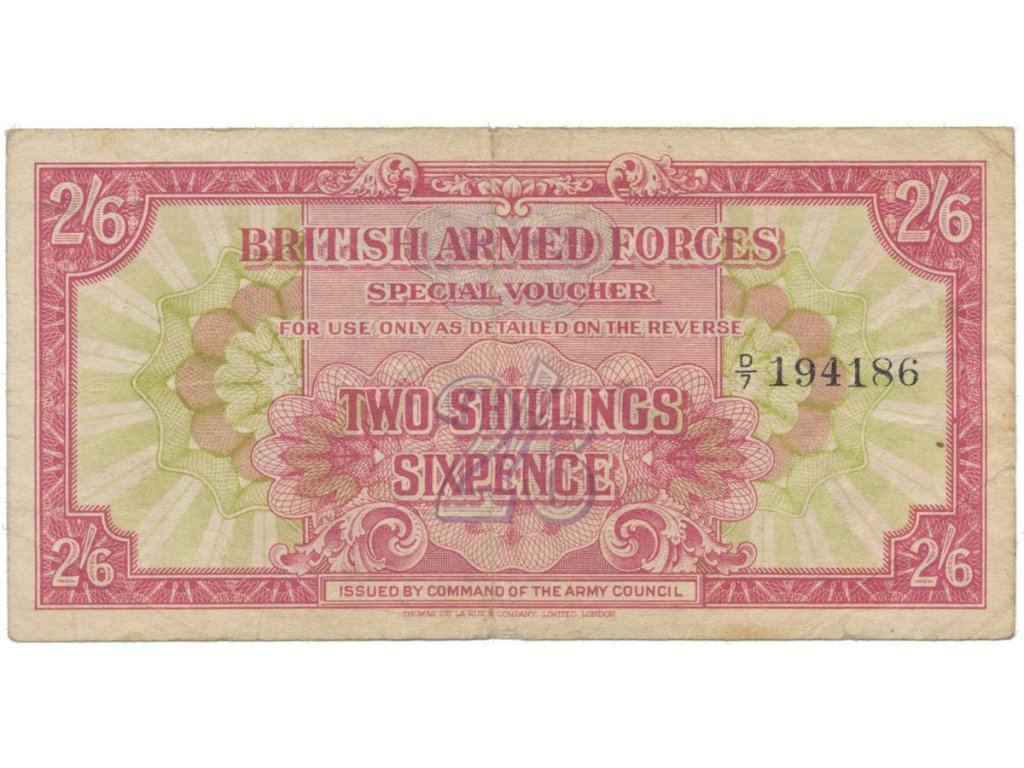 2/6
2/6
BRITISH ARMED FORCES
SPECIAL VOUCHER
FOR USE ONLY AS DETAILED ON THE REVERSE
D/7 194186
2/6
TWO SHILLINGS
SIXPENCE
2/6
2/6
ISSUED BY COMMAND OF THE ARMY COUNCIL
THOMAS DE LA RUE & COMPANY, LIMITED, LONDON.